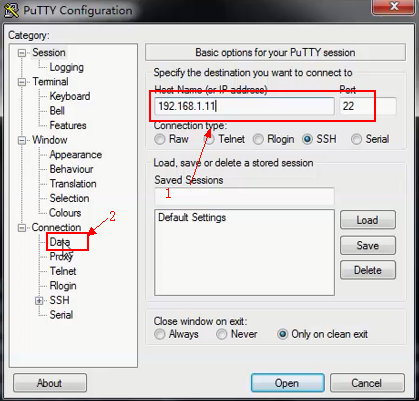 PuTTY Configuration
Category:
Session
Logging
Terminal
Keyboard
Bell
Features
Window
Appearance
Behaviour
Translation
Selection
Colours
Connection
Data
Proxy
Telnet
Rlogin
SSH
Serial
2
Basic options for your PuTTY session
Specify the destination you want to connect to
Host Name (or IP address) Port
192.168.1.11 22
Connection type:
Raw Telnet Rlogin SSH Serial
1
Load, save or delete a stored session
Saved Sessions
Default Settings
Load
Save
Delete
Close window on exit:
Always Never Only on clean exit
About Open Cancel